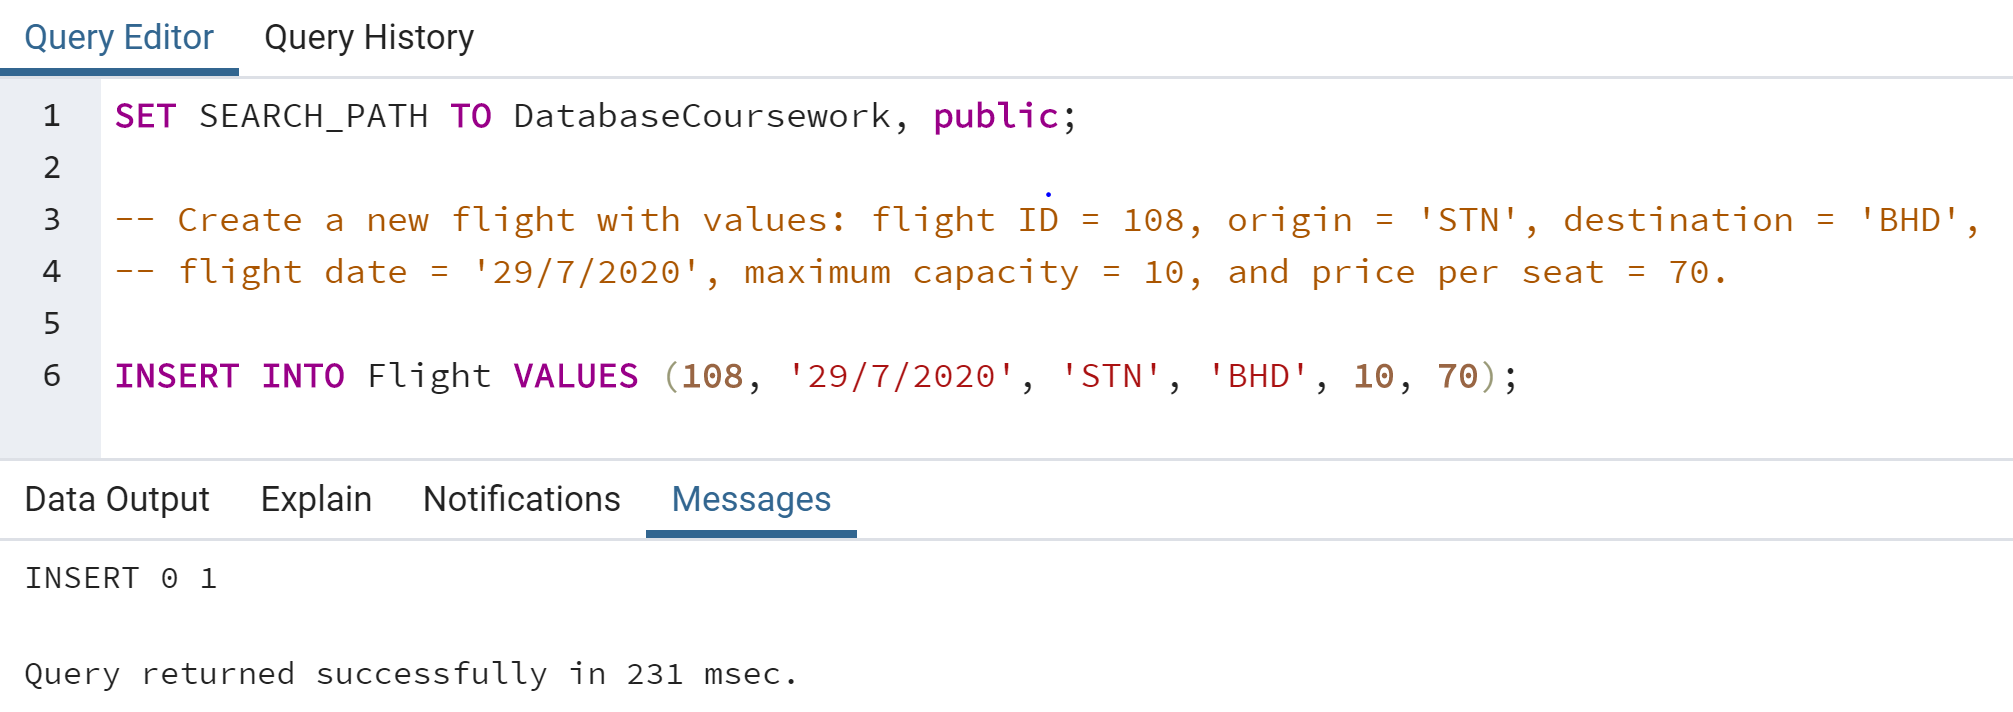 Query Editor Query History
1 SET SEARCH_PATH TO DatabaseCoursework, public;
2
3 -- Create a new flight with values: flight ID = 108, origin = 'STN', destination = 'BHD',
4 -- flight date = '29/7/2020', maximum capacity = 10, and price per seat = 70.
5
6 INSERT INTO Flight VALUES (108, '29/7/2020', 'STN', 'BHD', 10, 70);
Data Output Explain Notifications Messages
INSERT 0 1
Query returned successfully in 231 msec.